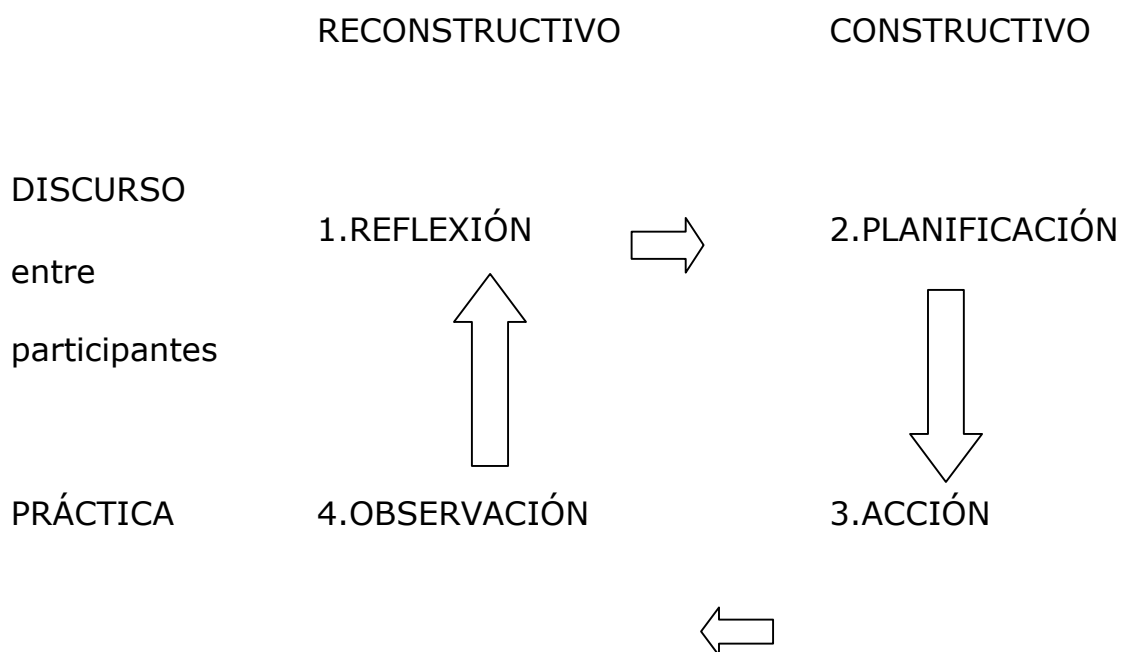 RECONSTRUCTIVO CONSTRUCTIVO
DISCURSO
1.REFLEXIÓN 2.PLANIFICACIÓN
entre
participantes
PRÁCTICA 4.OBSERVACIÓN 3.ACCIÓN